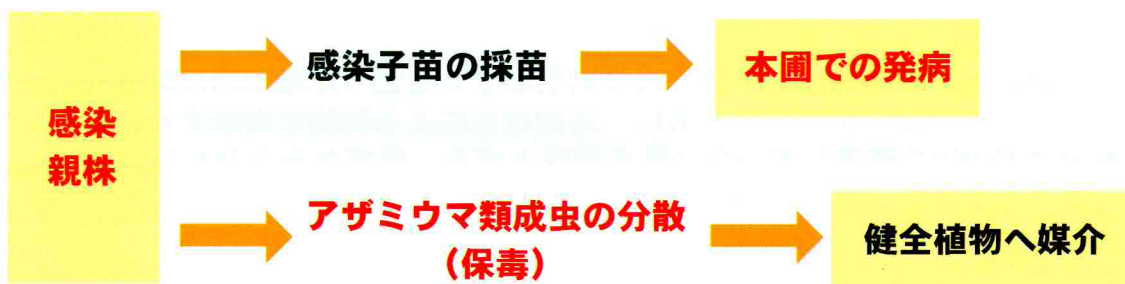 感染
親株
感染子苗の採苗
本圃での発病
アザミウマ類成虫の分散
（保毒）
健全植物へ媒介